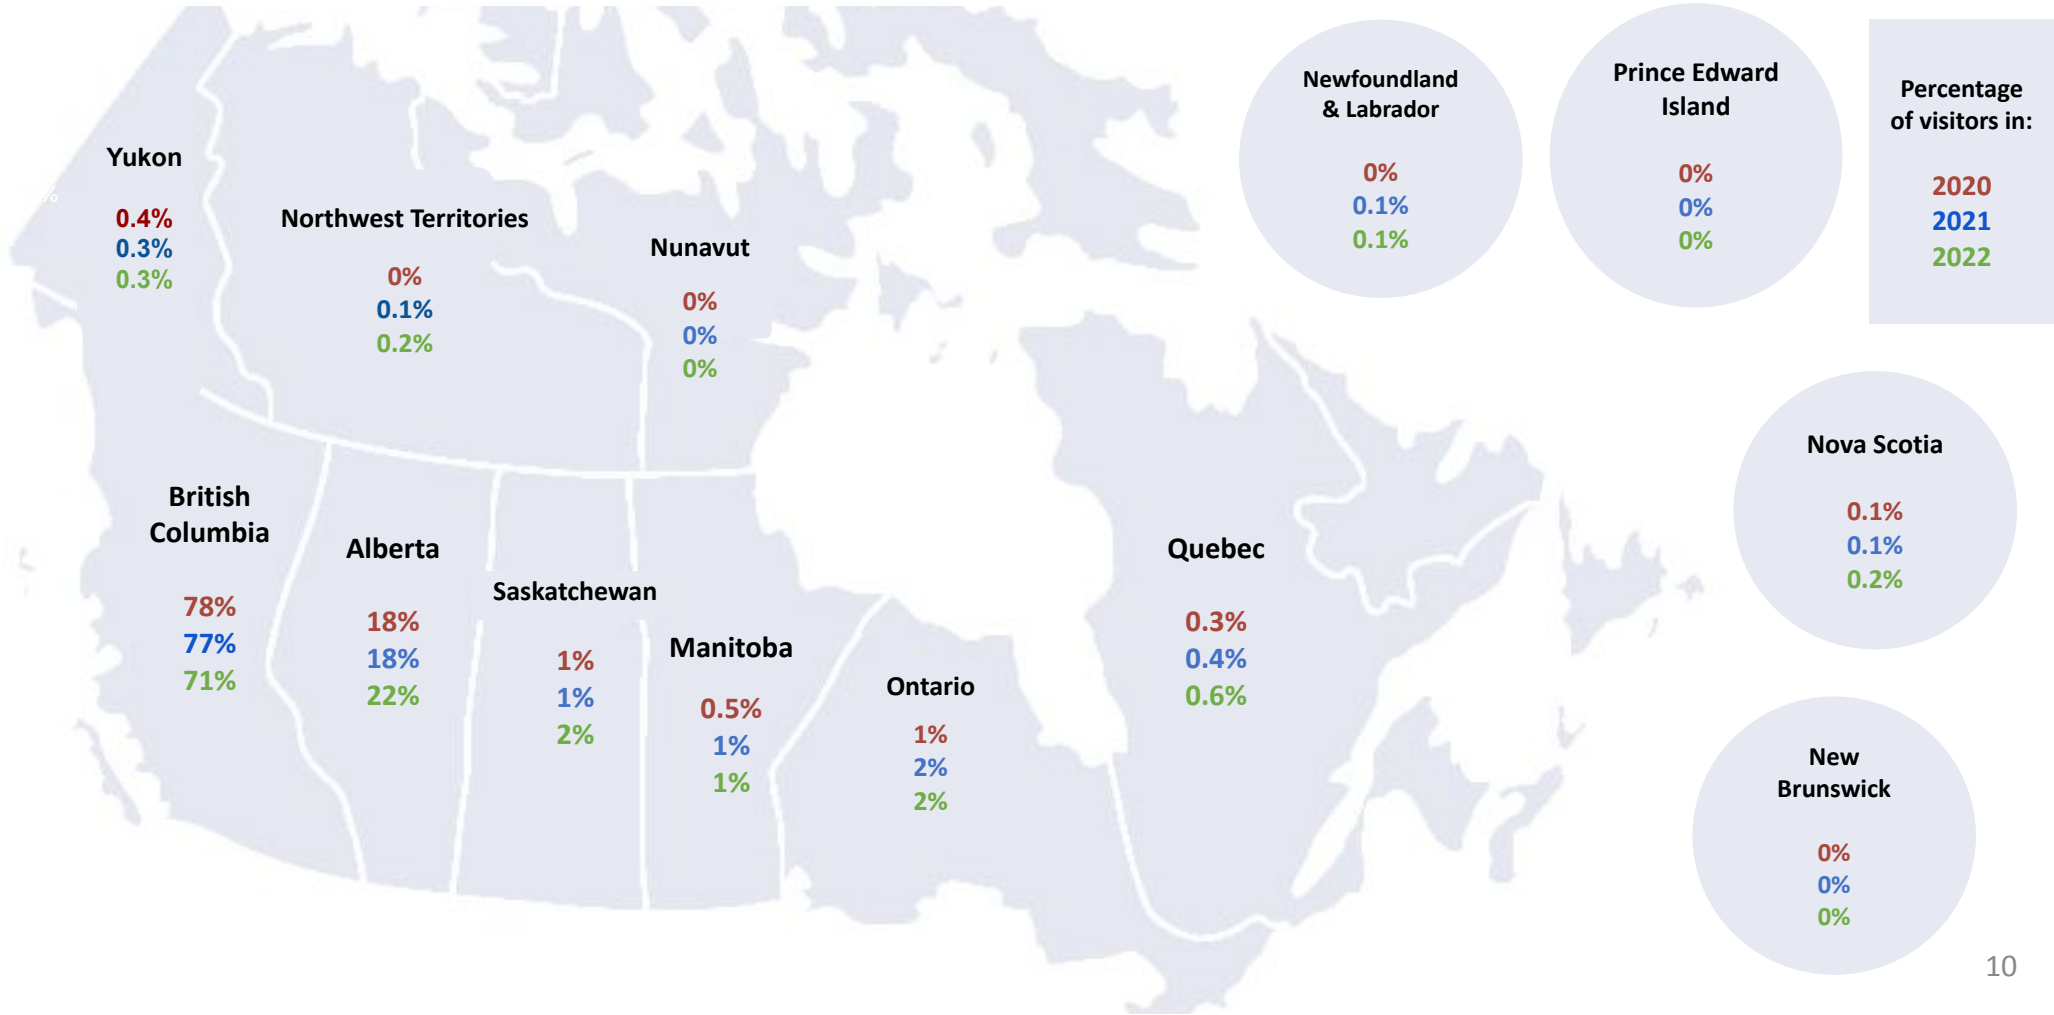 Yukon
0.4%
0.3%
0.3%
Northwest Territories
0%
0.1%
0.2%
Nunavut
0%
0%
0%
Newfoundland
& Labrador
0%
0.1%
0.1%
Prince Edward
Island
0%
0%
0%
Percentage
of visitors in:
2020
2021
2022
British
Columbia
78%
77%
71%
Alberta
18%
18%
22%
Saskatchewan
1%
1%
2%
Manitoba
0.5%
1%
1%
Ontario
1%
2%
2%
Quebec
0.3%
0.4%
0.6%
Nova Scotia
0.1%
0.1%
0.2%
New
Brunswick
0%
0%
0%
10